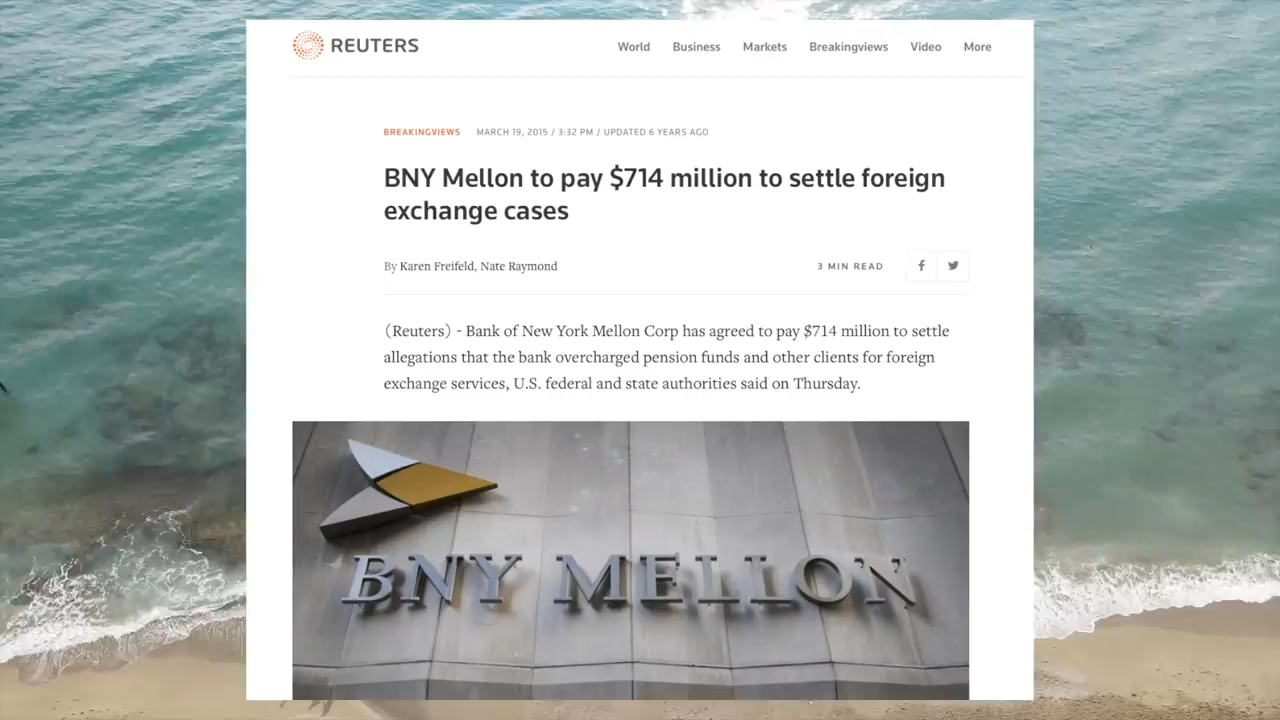 REUTERS
World Business Markets Breakingviews Video More
BREAKINGVIEWS MARCH 19, 2015 / 3:32 PM / UPDATED 6 YEARS AGO
BNY Mellon to pay $714 million to settle foreign
exchange cases
By Karen Freifeld, Nate Raymond
3 MIN READ
(Reuters) - Bank of New York Mellon Corp has agreed to pay $714 million to settle
allegations that the bank overcharged pension funds and other clients for foreign
exchange services, U.S. federal and state authorities said on Thursday.
BNY MELLON